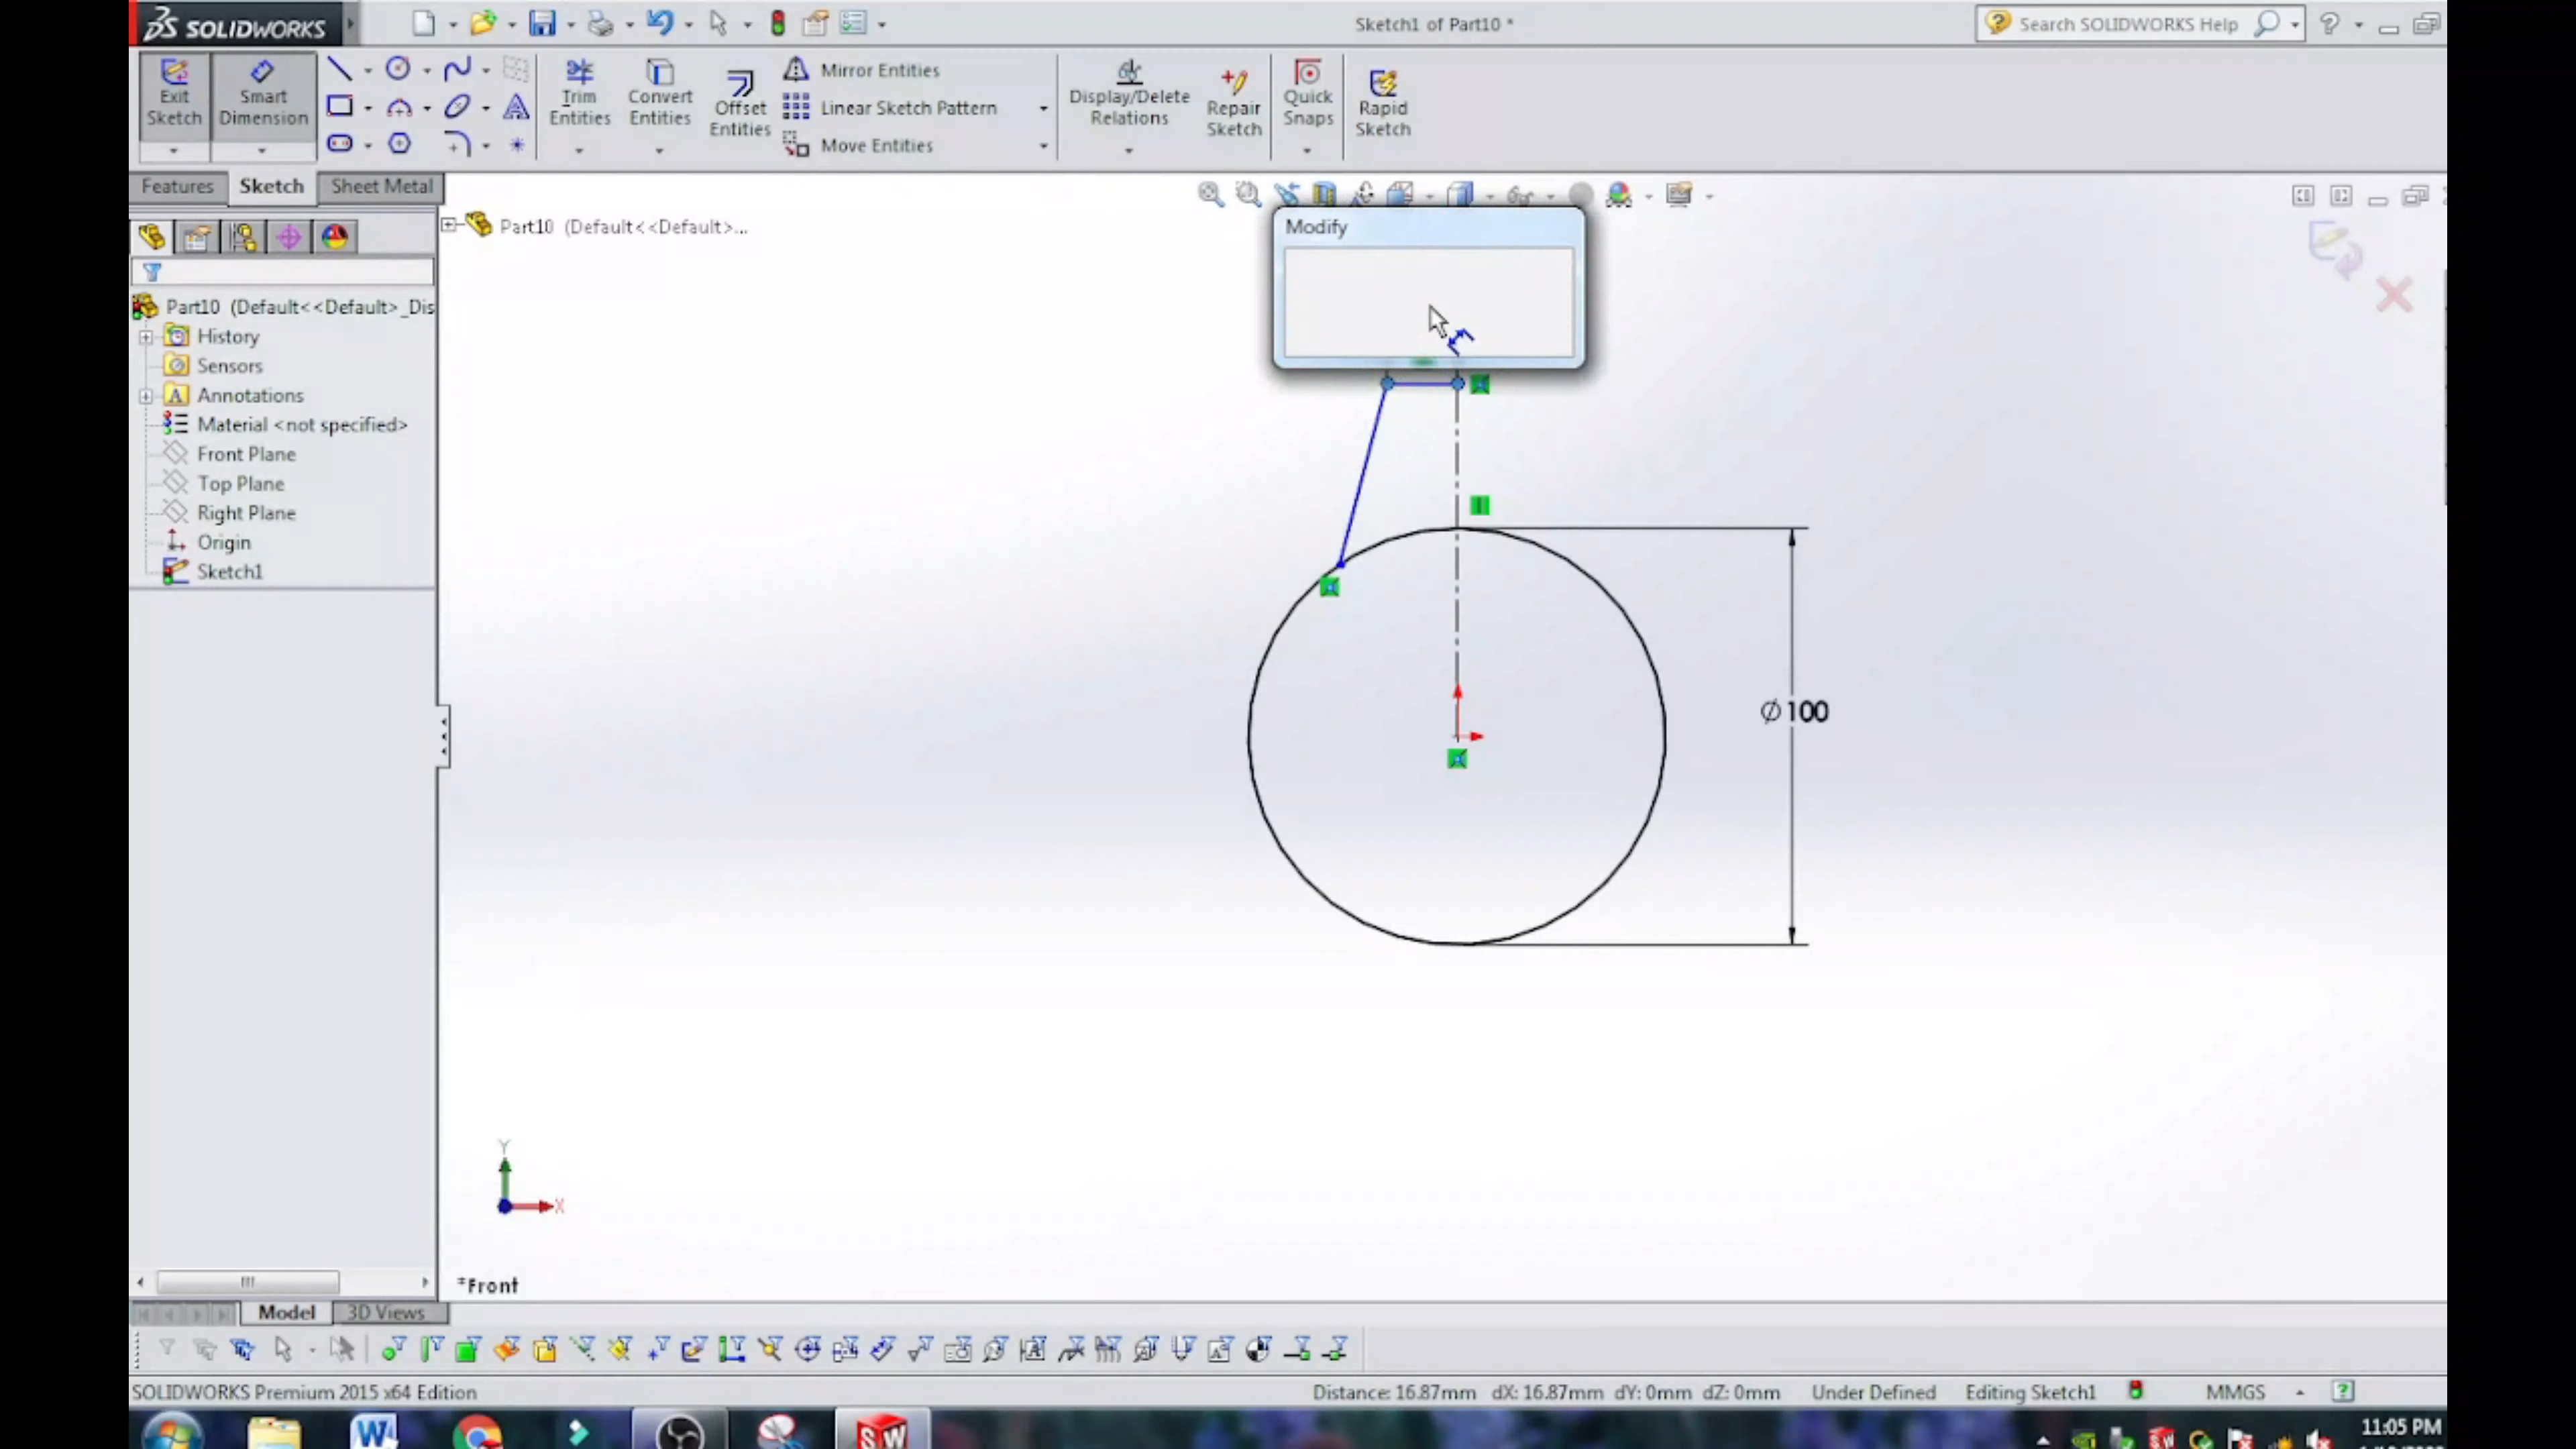 SOLIDWORKS
Sketch1 of Part10 *
Search SOLIDWORKS Help
Exit Sketch
Smart Dimension
Trim Entities
Convert Entities
Offset Entities
Mirror Entities
Linear Sketch Pattern
Move Entities
Display/Delete Relations
Repair Sketch
Quick Snaps
Rapid Sketch
Features Sketch Sheet Metal
Part10 (Default<<Default>...
Modify
Part10 (Default<<Default>_Dis
History
Sensors
Annotations
Material <not specified>
Front Plane
Top Plane
Right Plane
Origin
Sketch1
∅100
Y
X
*Front
Model 3D Views
SOLIDWORKS Premium 2015 x64 Edition
Distance: 16.87mm dX: 16.87mm dY: 0mm dZ: 0mm Under Defined Editing Sketch1 MMGS
11:05 PM